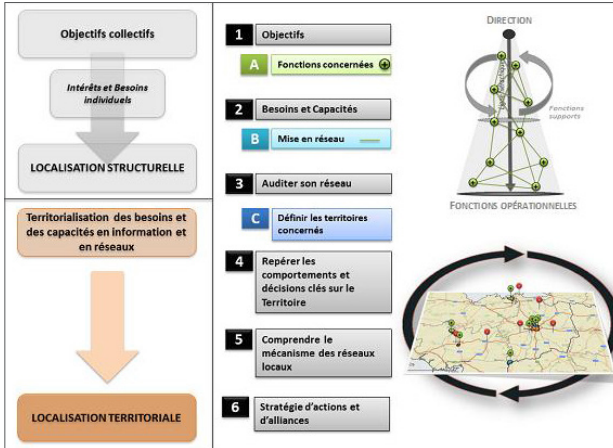 Objectifs collectifs
Intérêts et Besoins
individuels
LOCALISATION STRUCTURELLE
Territorialisation des besoins et
des capacités en information et
en réseaux
LOCALISATION TERRITORIALE
1 Objectifs
A Fonctions concernées
2 Besoins et Capacités
B Mise en réseau
3 Auditer son réseau
C Définir les territoires
concernés
4 Repérer les
comportements et
décisions clés sur le
Territoire
5 Comprendre le
mécanisme des réseaux
locaux
6 Stratégie d'actions et
d'alliances
DIRECTION
Fonctions
supports
FONCTIONS OPÉRATIONNELLES